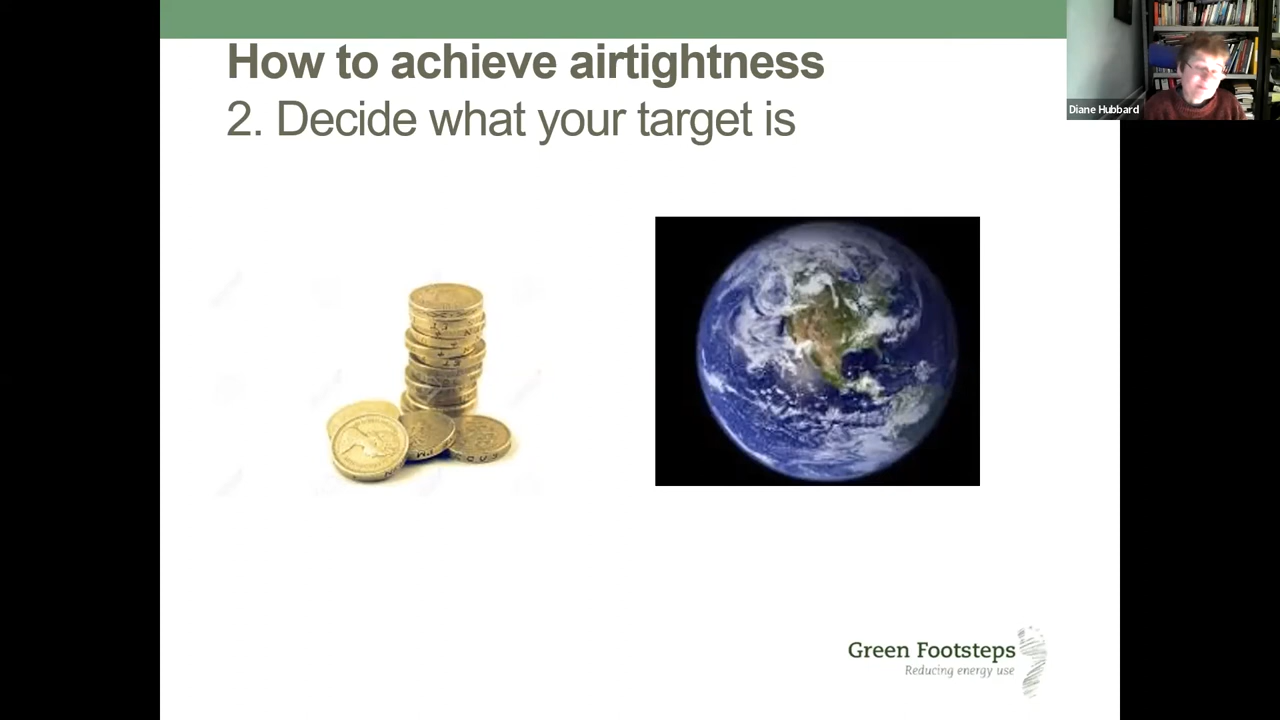 How to achieve airtightness
2. Decide what your target is
Diane Hubbard
Green Footsteps
Reducing energy use